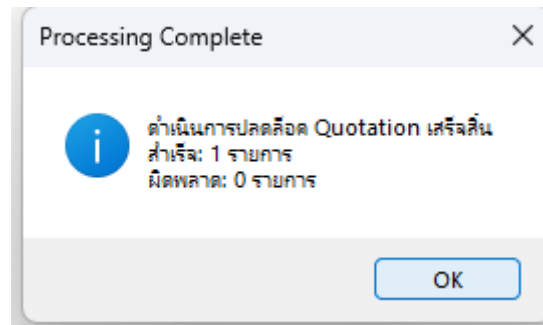 Processing Complete
ดำเนินการปลดล็อค Quotation เสร็จสิ้น
สำเร็จ: 1 รายการ
ผิดพลาด: 0 รายการ
OK